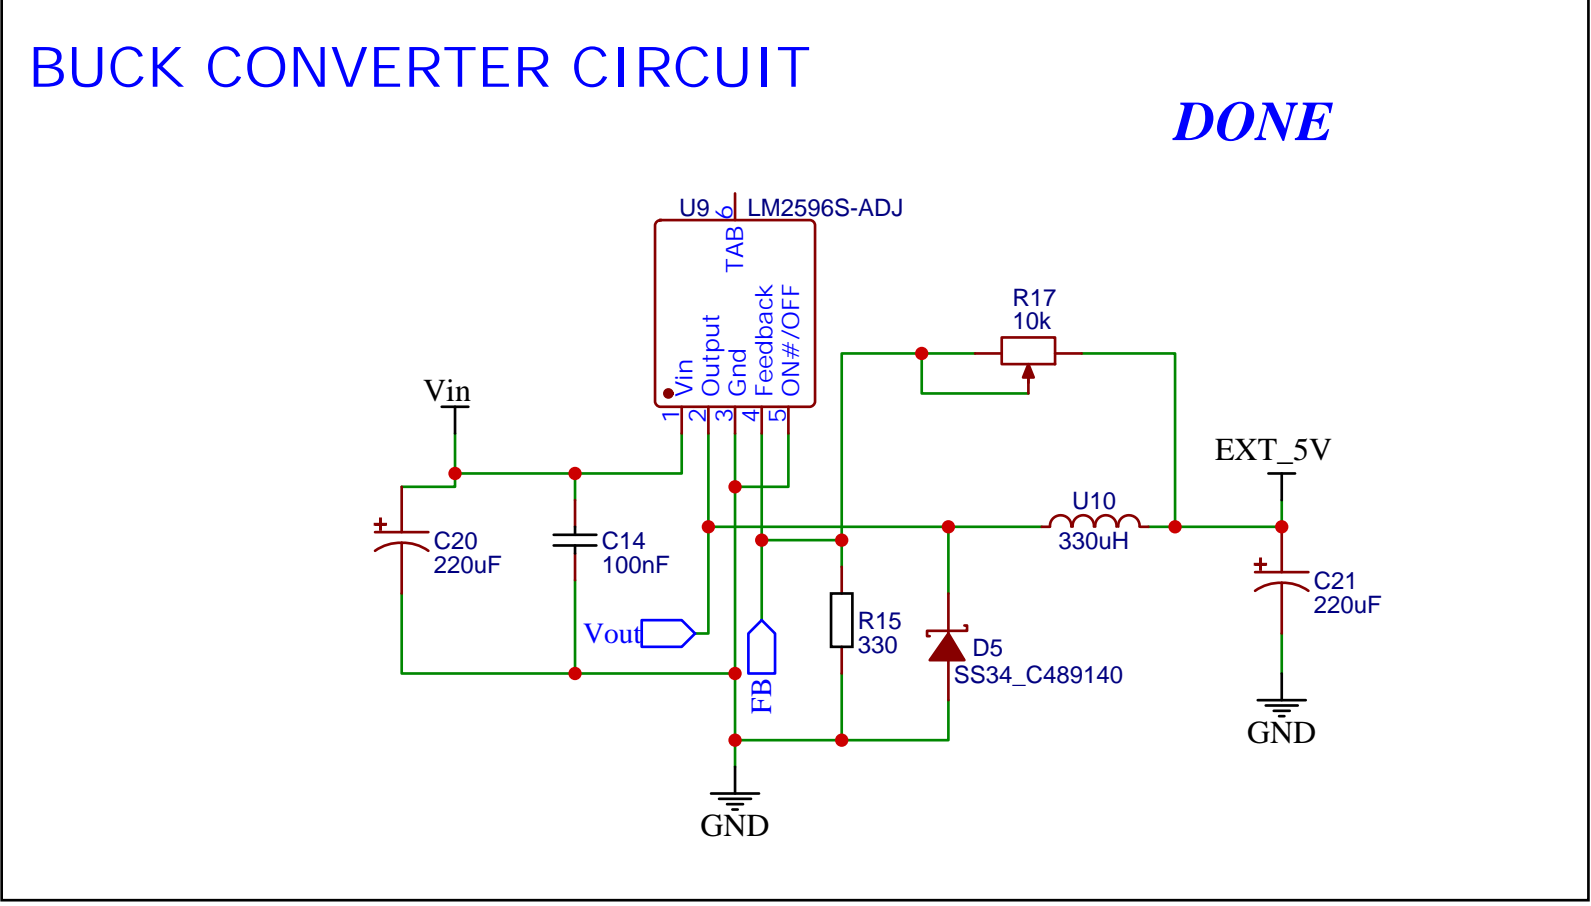 BUCK CONVERTER CIRCUIT
DONE
U9
6
LM2596S-ADJ
TAB
Vin
Output
Gnd
Feedback
ON#/OFF
1
2
3
4
5
R17
10k
Vin
EXT_5V
U10
330uH
+
C20
220uF
C14
100nF
+
C21
220uF
Vout
FB
R15
330
D5
SS34_C489140
GND
GND